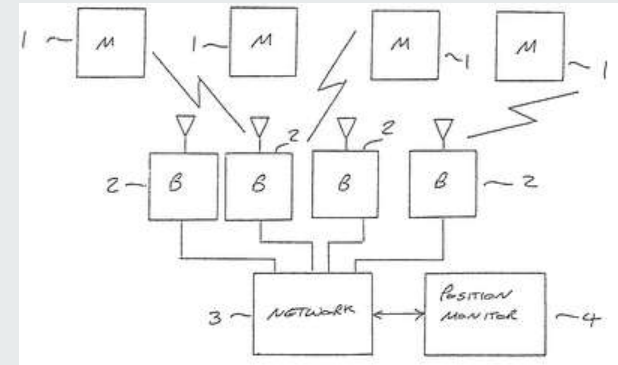 1 M 1 M M 1 M 1
2 2
2 B B B B 2
3 NETWORK POSITION
MONITOR 4